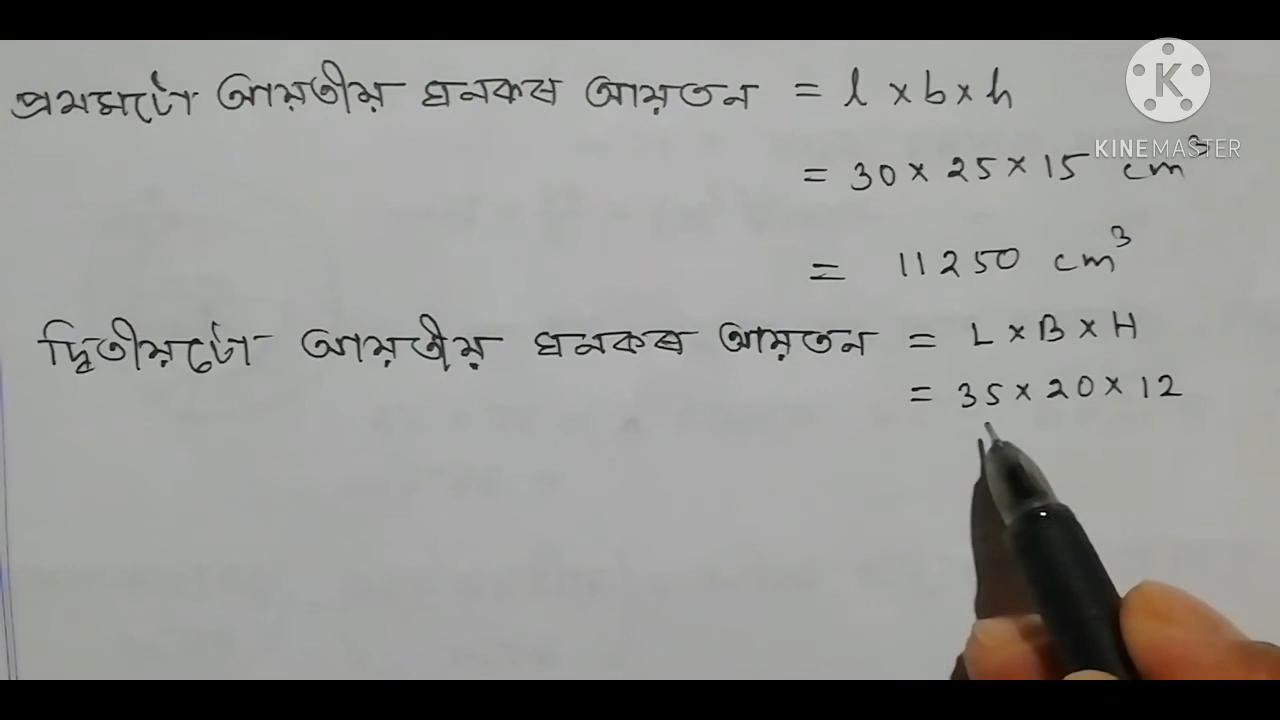 প্ৰথমটো আয়তীয় ঘনকৰ আয়তন = l × b × h
KINEMASTER
= 30 × 25 × 15 cm³
= 11250 cm³
দ্বিতীয়টো আয়তীয় ঘনকৰ আয়তন = L × B × H
= 35 × 20 × 12